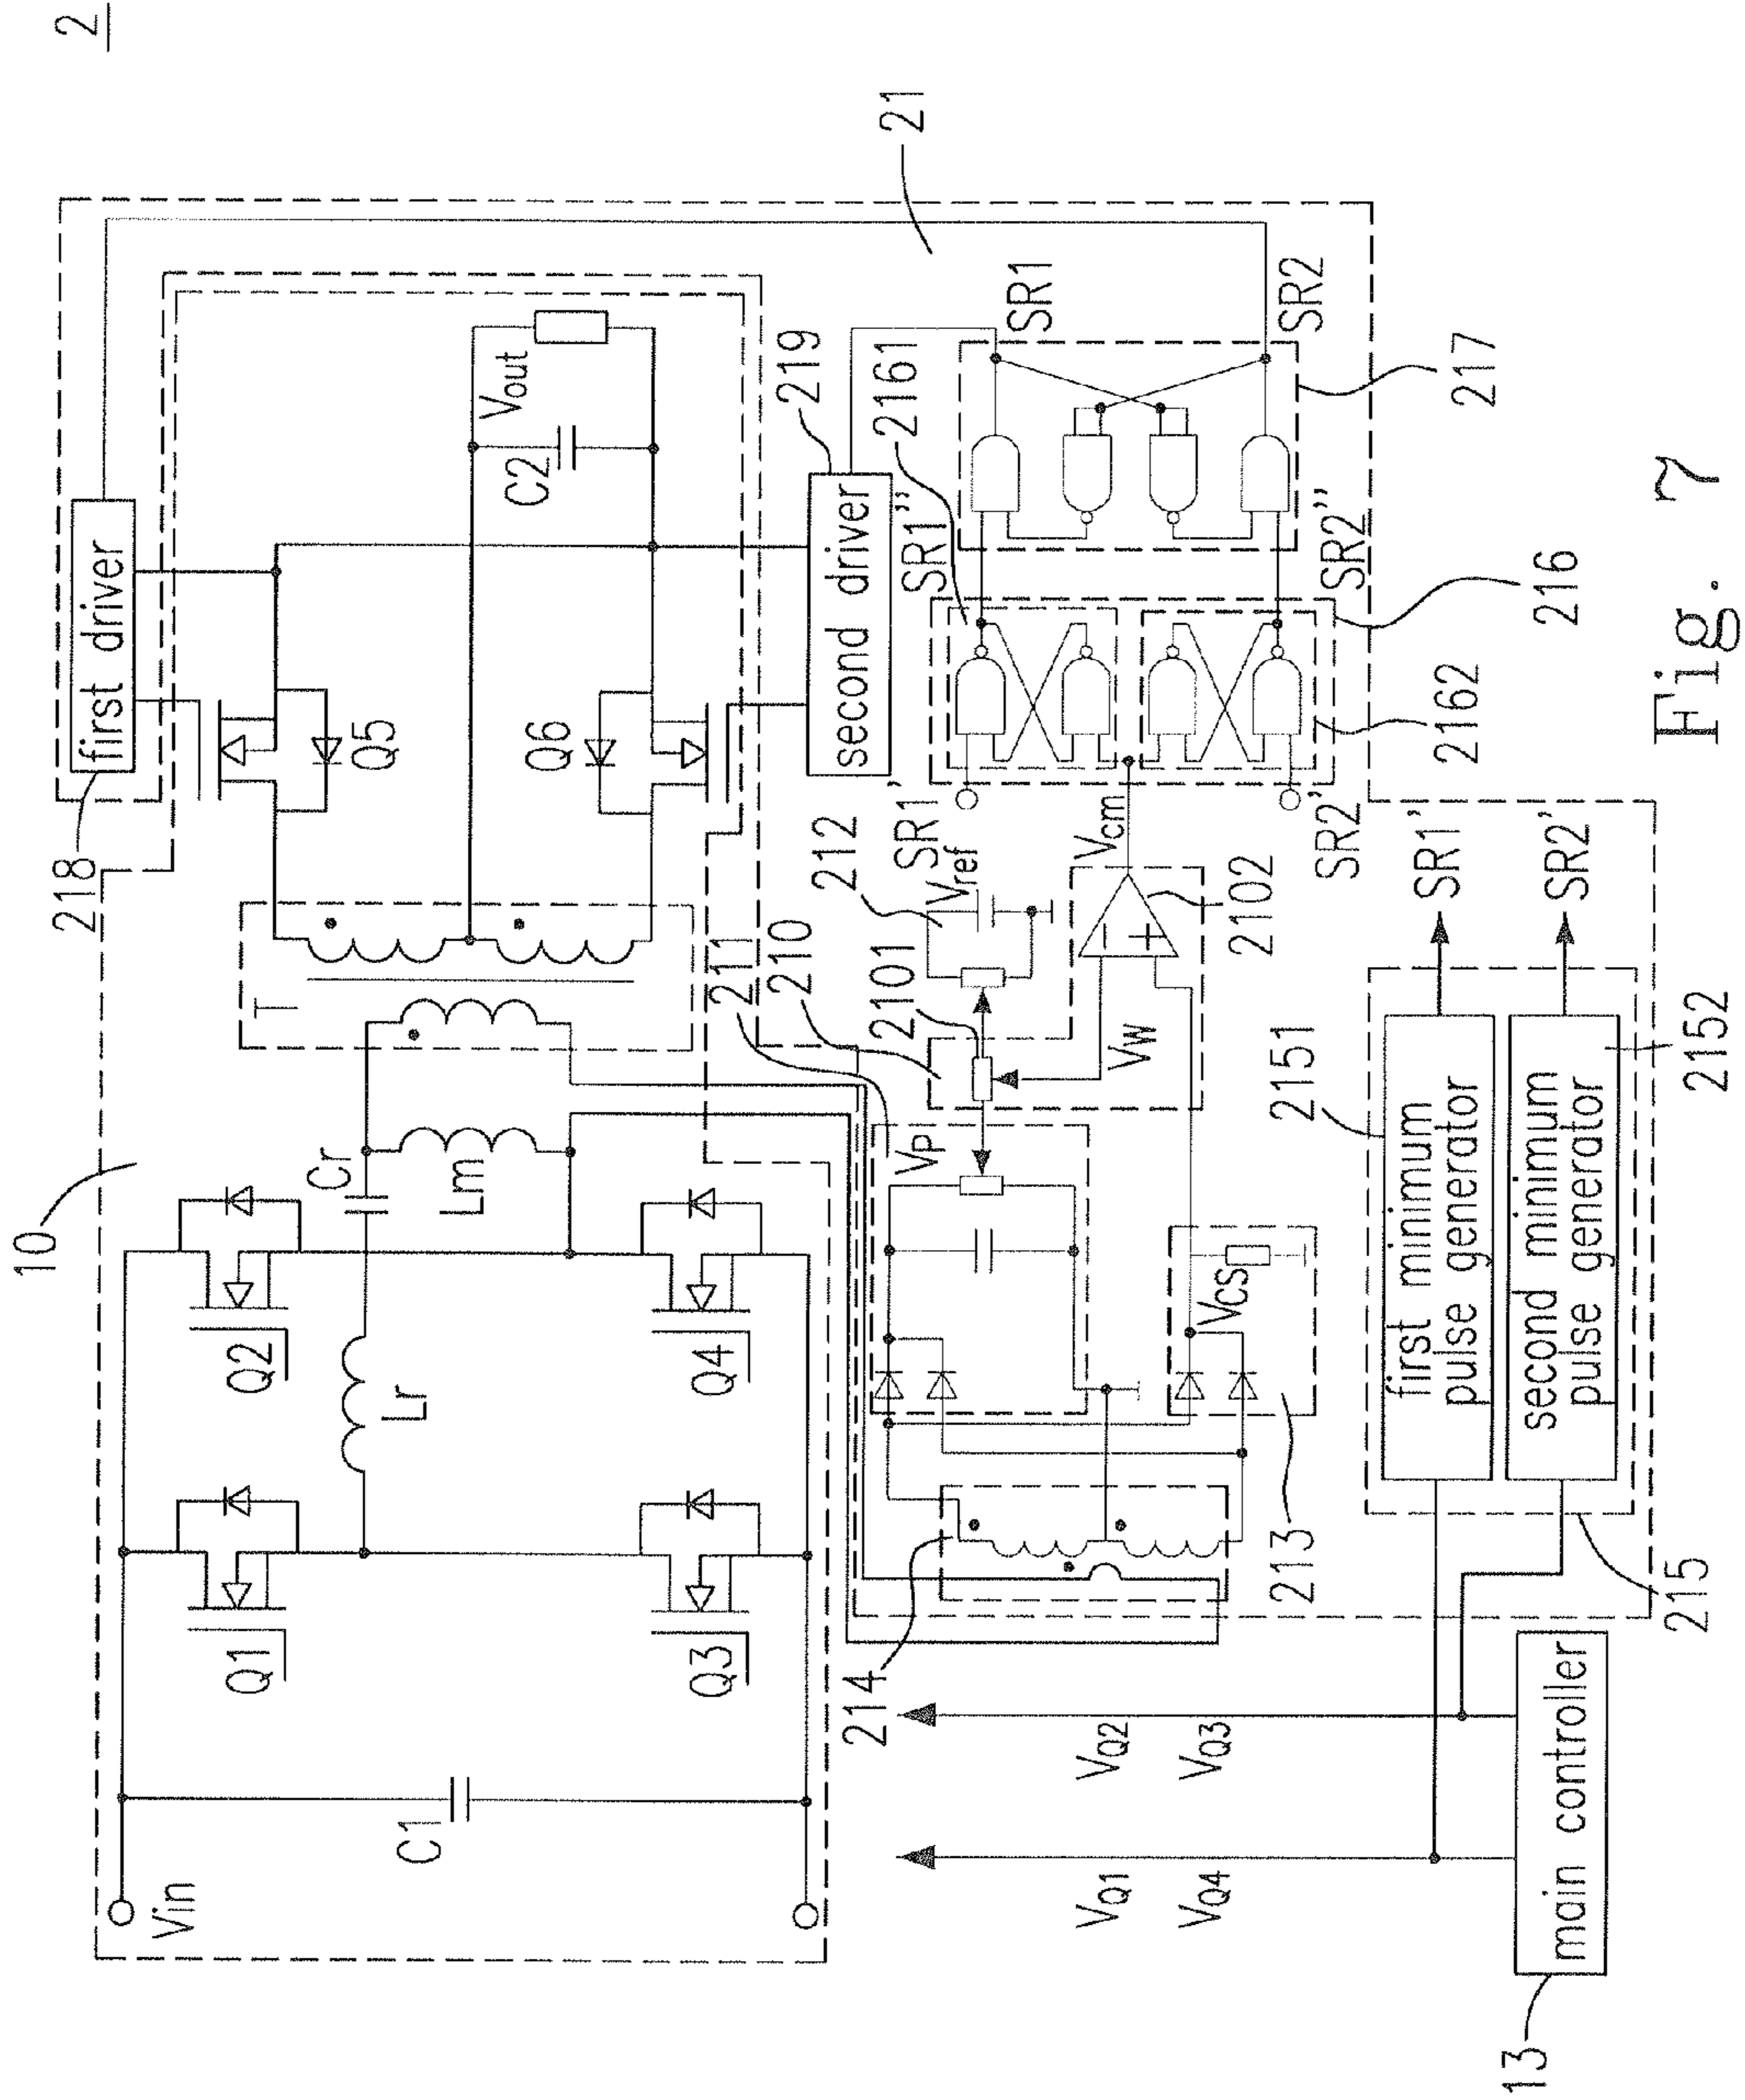 2
10
Vin
C1
Q1
Q2
Q3
Q4
Lr
Cr
Lm
T
Q5
Q6
C2
Vout
218
first driver
second driver
219
21
211
210
2101
212
Vref
VP
VW
VCS
Vcm
2102
213
214
SR1'
SR2'
SR1''
SR2''
2161
2162
216
217
SR1
SR2
VQ1
VQ4
VQ2
VQ3
main controller
13
2151
first minimum
pulse generator
second minimum
pulse generator
2152
215
SR1'
SR2'
Fig. 7